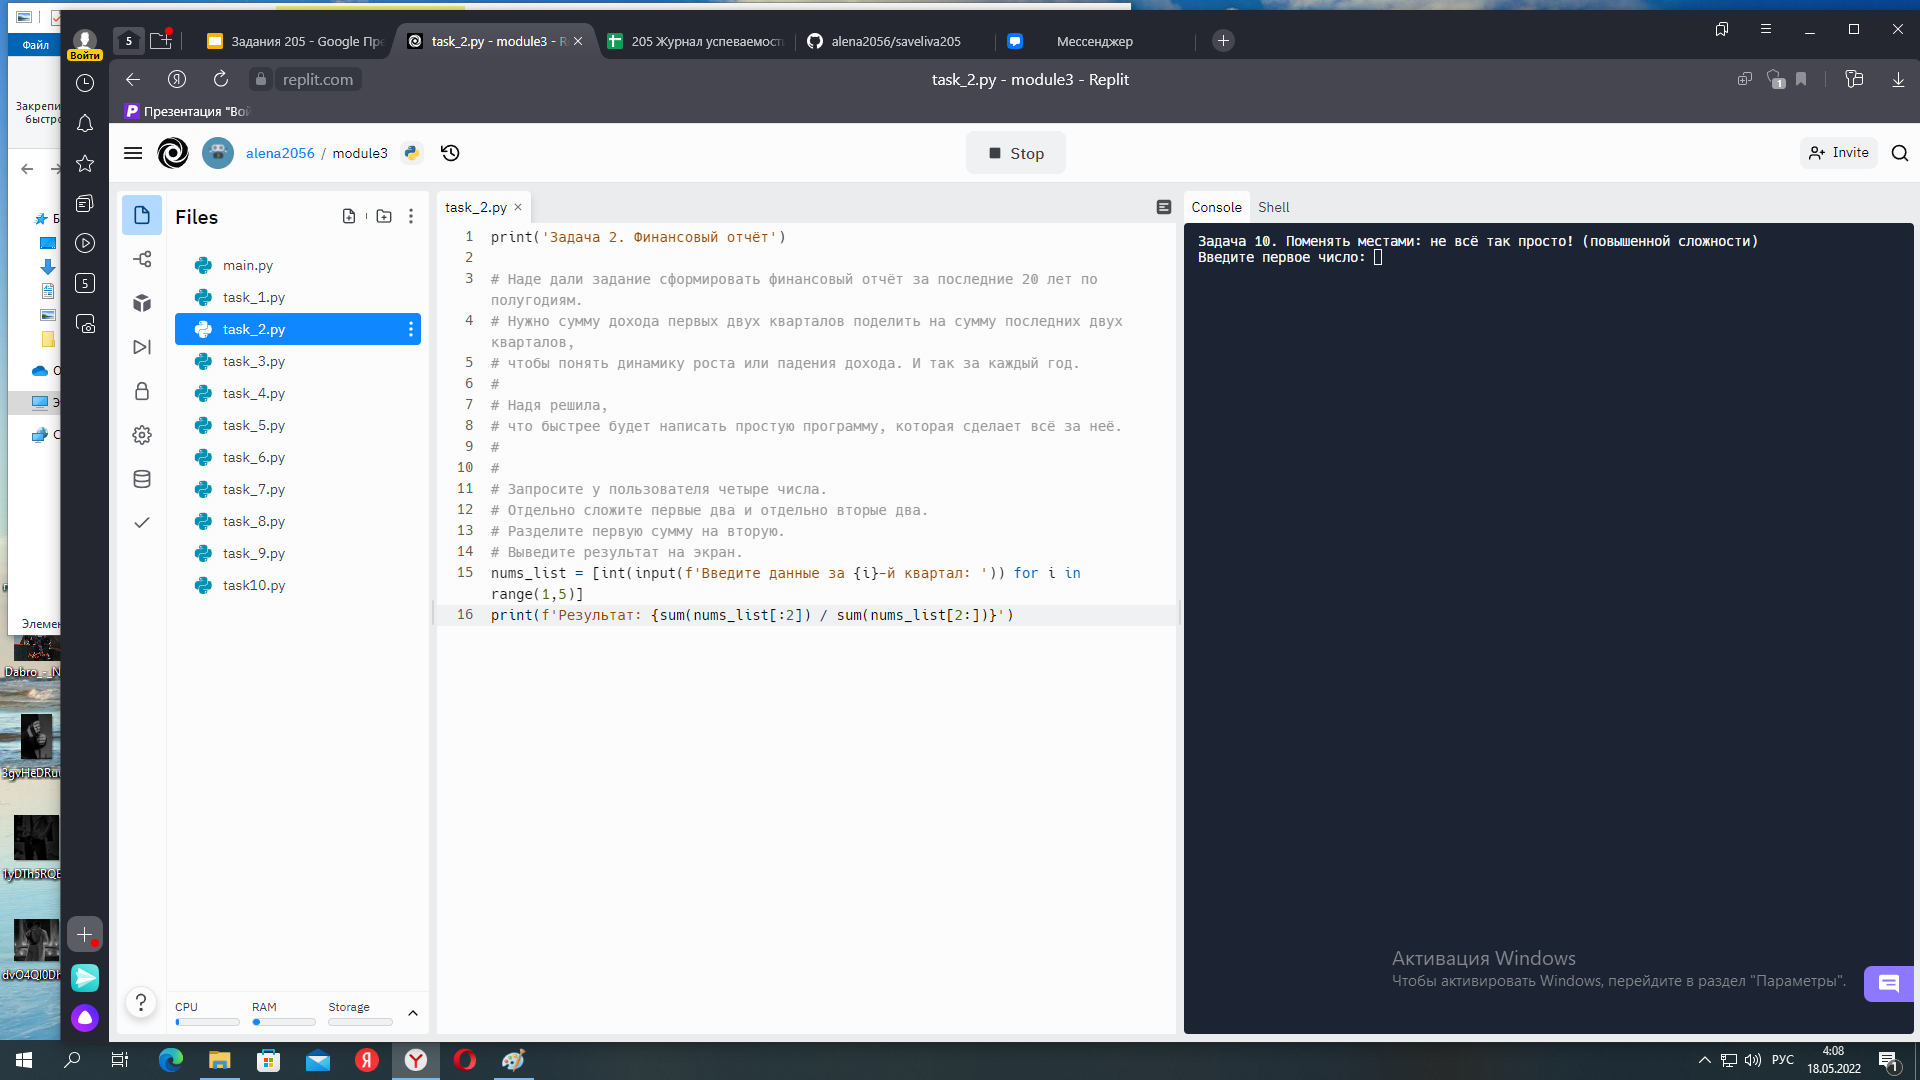 Файл
Войти
5
Задания 205 - Google Пре
task_2.py - module3 - R
205 Журнал успеваемость
alena2056/saveliva205
Мессенджер
replit.com
task_2.py - module3 - Replit
1
Закрепи
быстро
Презентация "Вой
alena2056 / module3
Stop
Invite
5
Files
main.py
task_1.py
task_2.py
task_3.py
task_4.py
task_5.py
task_6.py
task_7.py
task_8.py
task_9.py
task10.py
task_2.py
1 print('Задача 2. Финансовый отчёт')
2
3 # Наде дали задание сформировать финансовый отчёт за последние 20 лет по
полугодиям.
4 # Нужно сумму дохода первых двух кварталов поделить на сумму последних двух
кварталов,
5 # чтобы понять динамику роста или падения дохода. И так за каждый год.
6 #
7 # Надя решила,
8 # что быстрее будет написать простую программу, которая сделает всё за неё.
9 #
10 #
11 # Запросите у пользователя четыре числа.
12 # Отдельно сложите первые два и отдельно вторые два.
13 # Разделите первую сумму на вторую.
14 # Выведите результат на экран.
15 nums_list = [int(input(f'Введите данные за {i}-й квартал: ')) for i in
range(1,5)]
16 print(f'Результат: {sum(nums_list[:2]) / sum(nums_list[2:])}')
Console
Shell
Задача 10. Поменять местами: не всё так просто! (повышенной сложности)
Введите первое число:
Элемен
Dabro_-_N
3gvHeDRu
1yDTh5RQE
dvO4QJ0Dh
CPU
RAM
Storage
?
Активация Windows
Чтобы активировать Windows, перейдите в раздел "Параметры".
РУС
4:08
18.05.2022
1